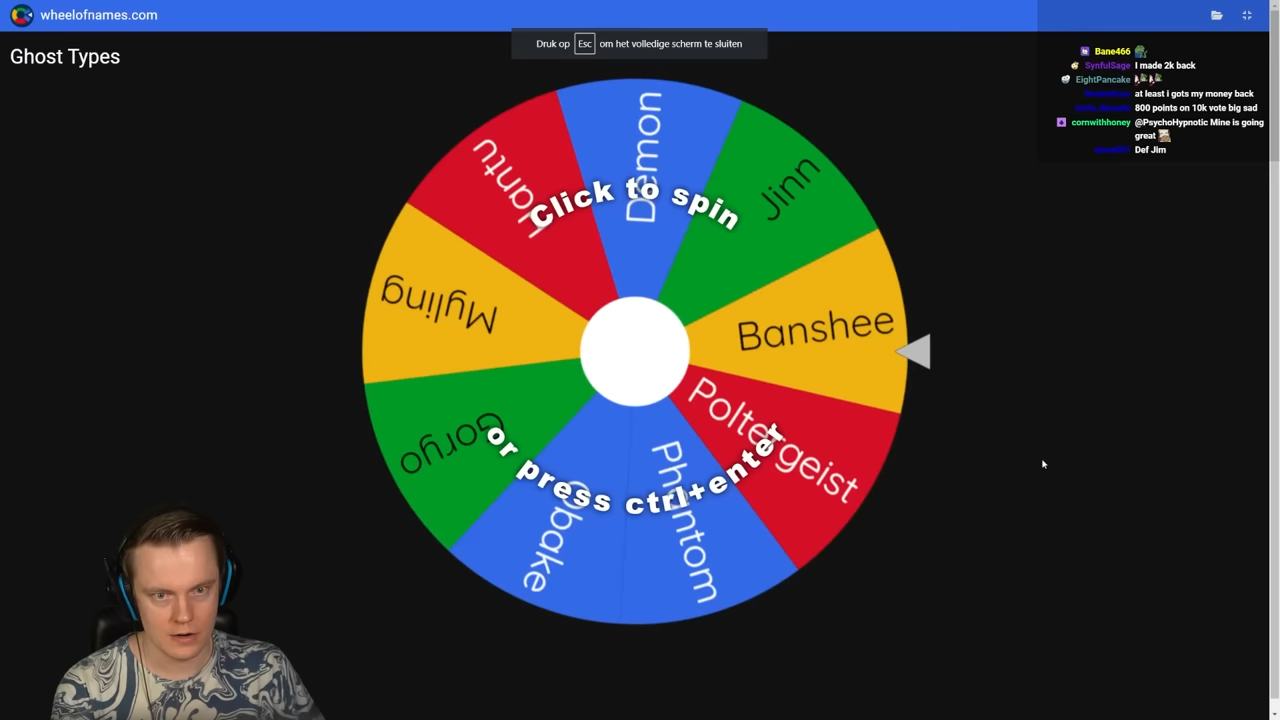 wheelofnames.com
Ghost Types
Druk op Esc om het volledige scherm te sluiten
Bane466
SynfulSage I made 2k back
EightPancake
at least i gots my money back
800 points on 10k vote big sad
cornwithhoney @PsychoHypnotic Mine is going
great
Def Jim
Demon
Jinn
Hantu
Click to spin
Banshee
Myling
Poltergeist
Goryo
or press ctrl+enter
Phantom
Obake